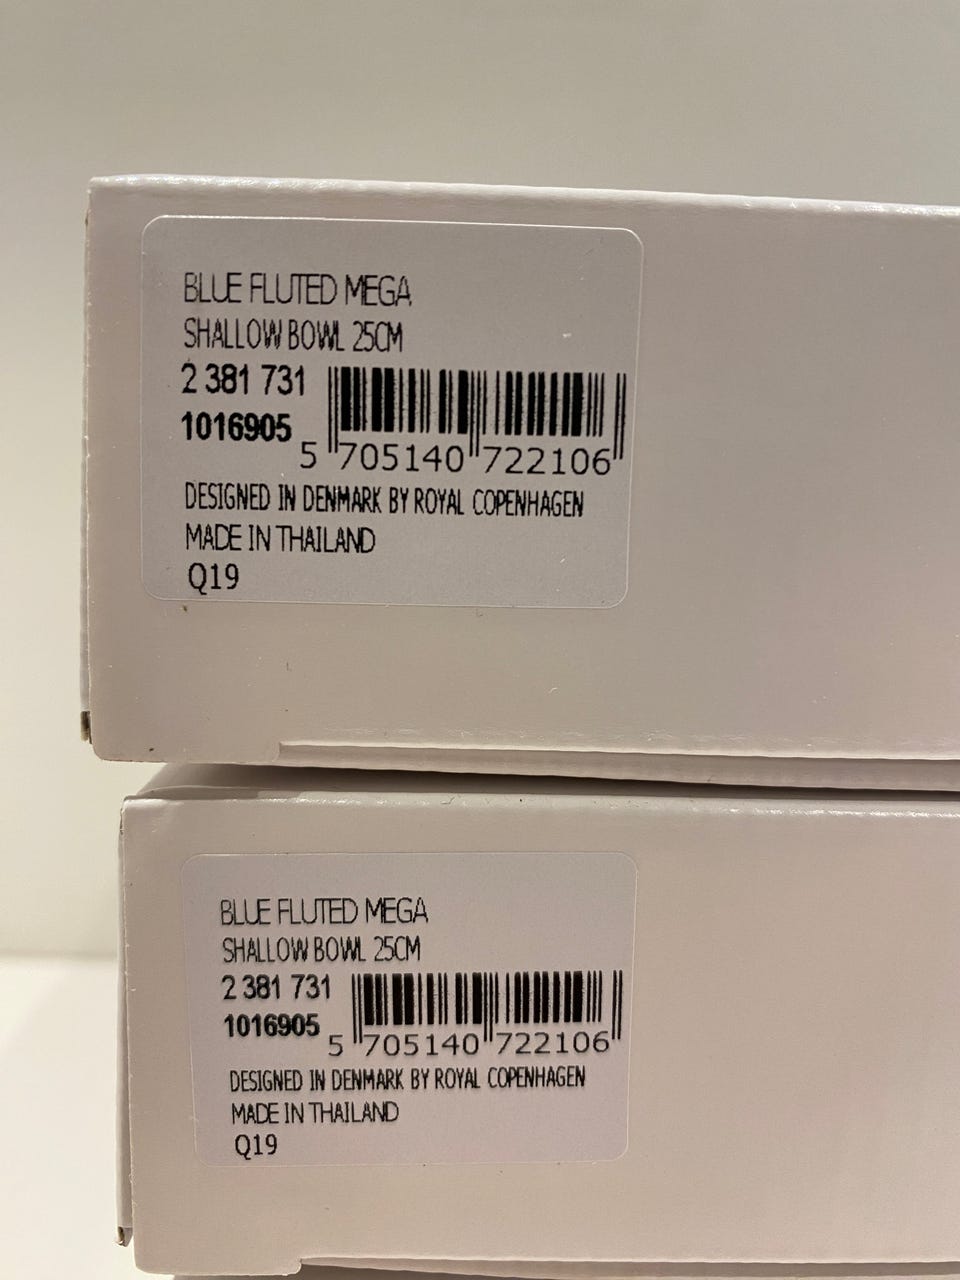 BLUE FLUTED MEGA
SHALLOW BOWL 25CM
2 381 731
1016905
5 705140 722106
DESIGNED IN DENMARK BY ROYAL COPENHAGEN
MADE IN THAILAND
Q19
BLUE FLUTED MEGA
SHALLOW BOWL 25CM
2 381 731
1016905
5 705140 722106
DESIGNED IN DENMARK BY ROYAL COPENHAGEN
MADE IN THAILAND
Q19